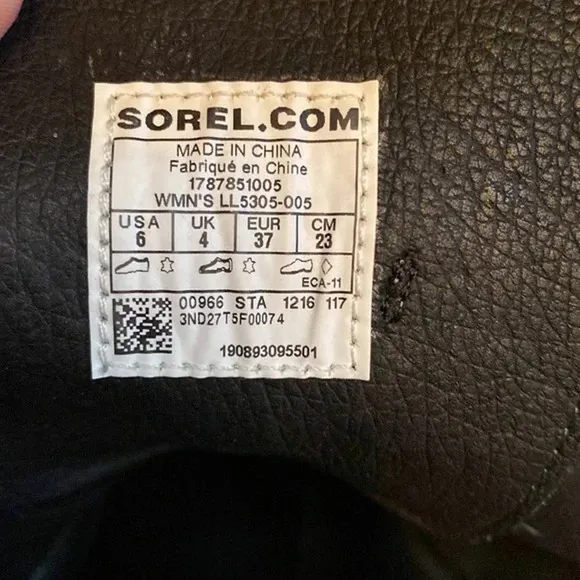 SOREL.COM
MADE IN CHINA
Fabriqué en Chine
1787851005
WMN'S LL5305-005
USA UK EUR CM
6 4 37 23
ECA-11
00966 STA 1216 117
3ND27T5F00074
190893095501